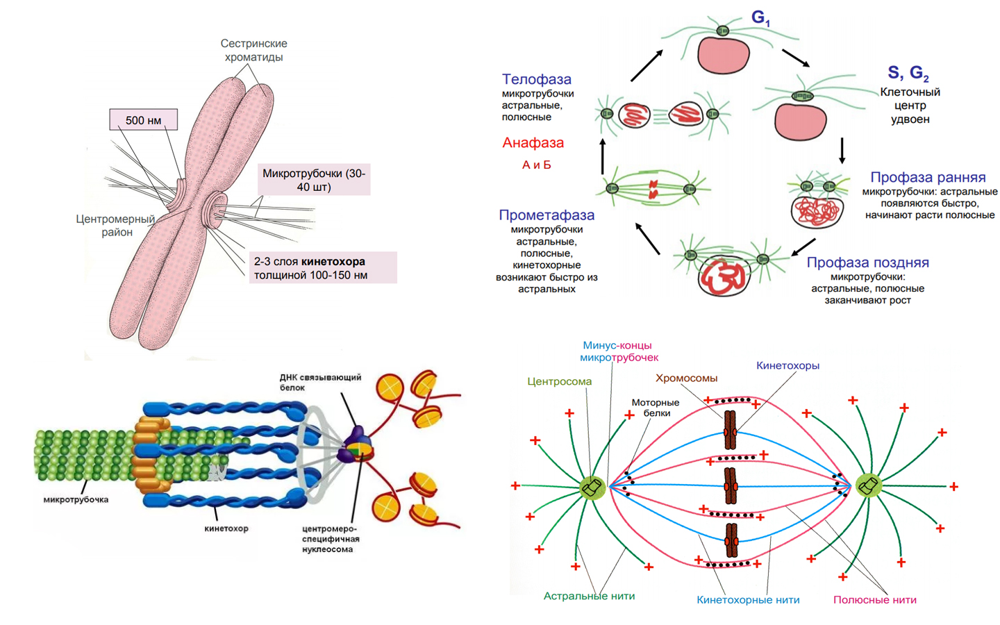 Сестринские
хроматиды
500 нм
Микротрубочки (30-
40 шт)
Центромерный
район
2-3 слоя кинетохора
толщиной 100-150 нм
G1
S, G2
Клеточный
центр
удвоен
Телофаза
микротрубочки
астральные,
полюсные
Анафаза
А и Б
Профаза ранняя
микротрубочки: астральные
появляются быстро,
начинают расти полюсные
Прометафаза
микротрубочки
астральные,
полюсные,
кинетохорные
возникают быстро из
астральных
Профаза поздняя
микротрубочки:
астральные, полюсные
заканчивают рост
ДНК связывающий
белок
микротрубочка
кинетохор
центромеро-
специфичная
нуклеосома
Минус-концы
микротрубочек
Кинетохоры
Центросома
Хромосомы
Моторные
белки
Астральные нити
Кинетохорные нити
Полюсные нити